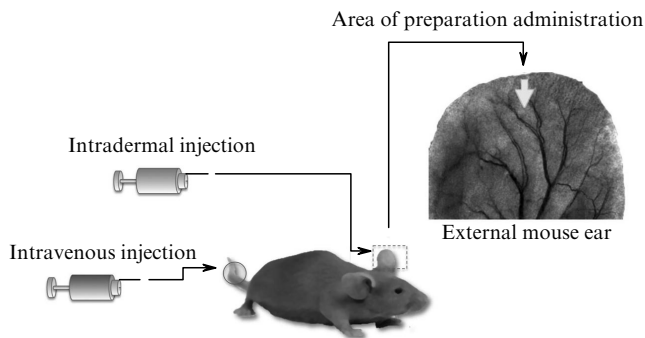 Area of preparation administration
Intradermal injection
External mouse ear
Intravenous injection